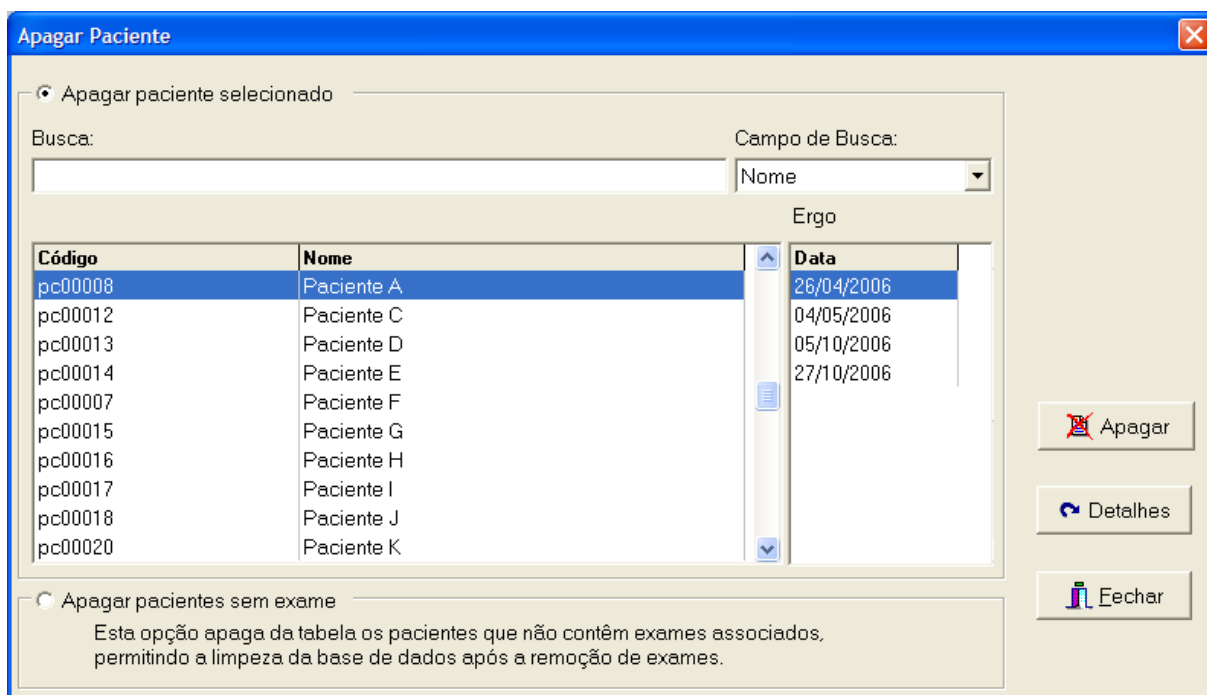 Apagar Paciente
Apagar paciente selecionado
Busca: Campo de Busca:
Nome
Ergo
Código Nome Data
pc00008 Paciente A 26/04/2006
pc00012 Paciente C 04/05/2006
pc00013 Paciente D 05/10/2006
pc00014 Paciente E 27/10/2006
pc00007 Paciente F
pc00015 Paciente G
pc00016 Paciente H
pc00017 Paciente I
pc00018 Paciente J
pc00020 Paciente K
Apagar
Detalhes
Fechar
Apagar pacientes sem exame
Esta opção apaga da tabela os pacientes que não contêm exames associados,
permitindo a limpeza da base de dados após a remoção de exames.